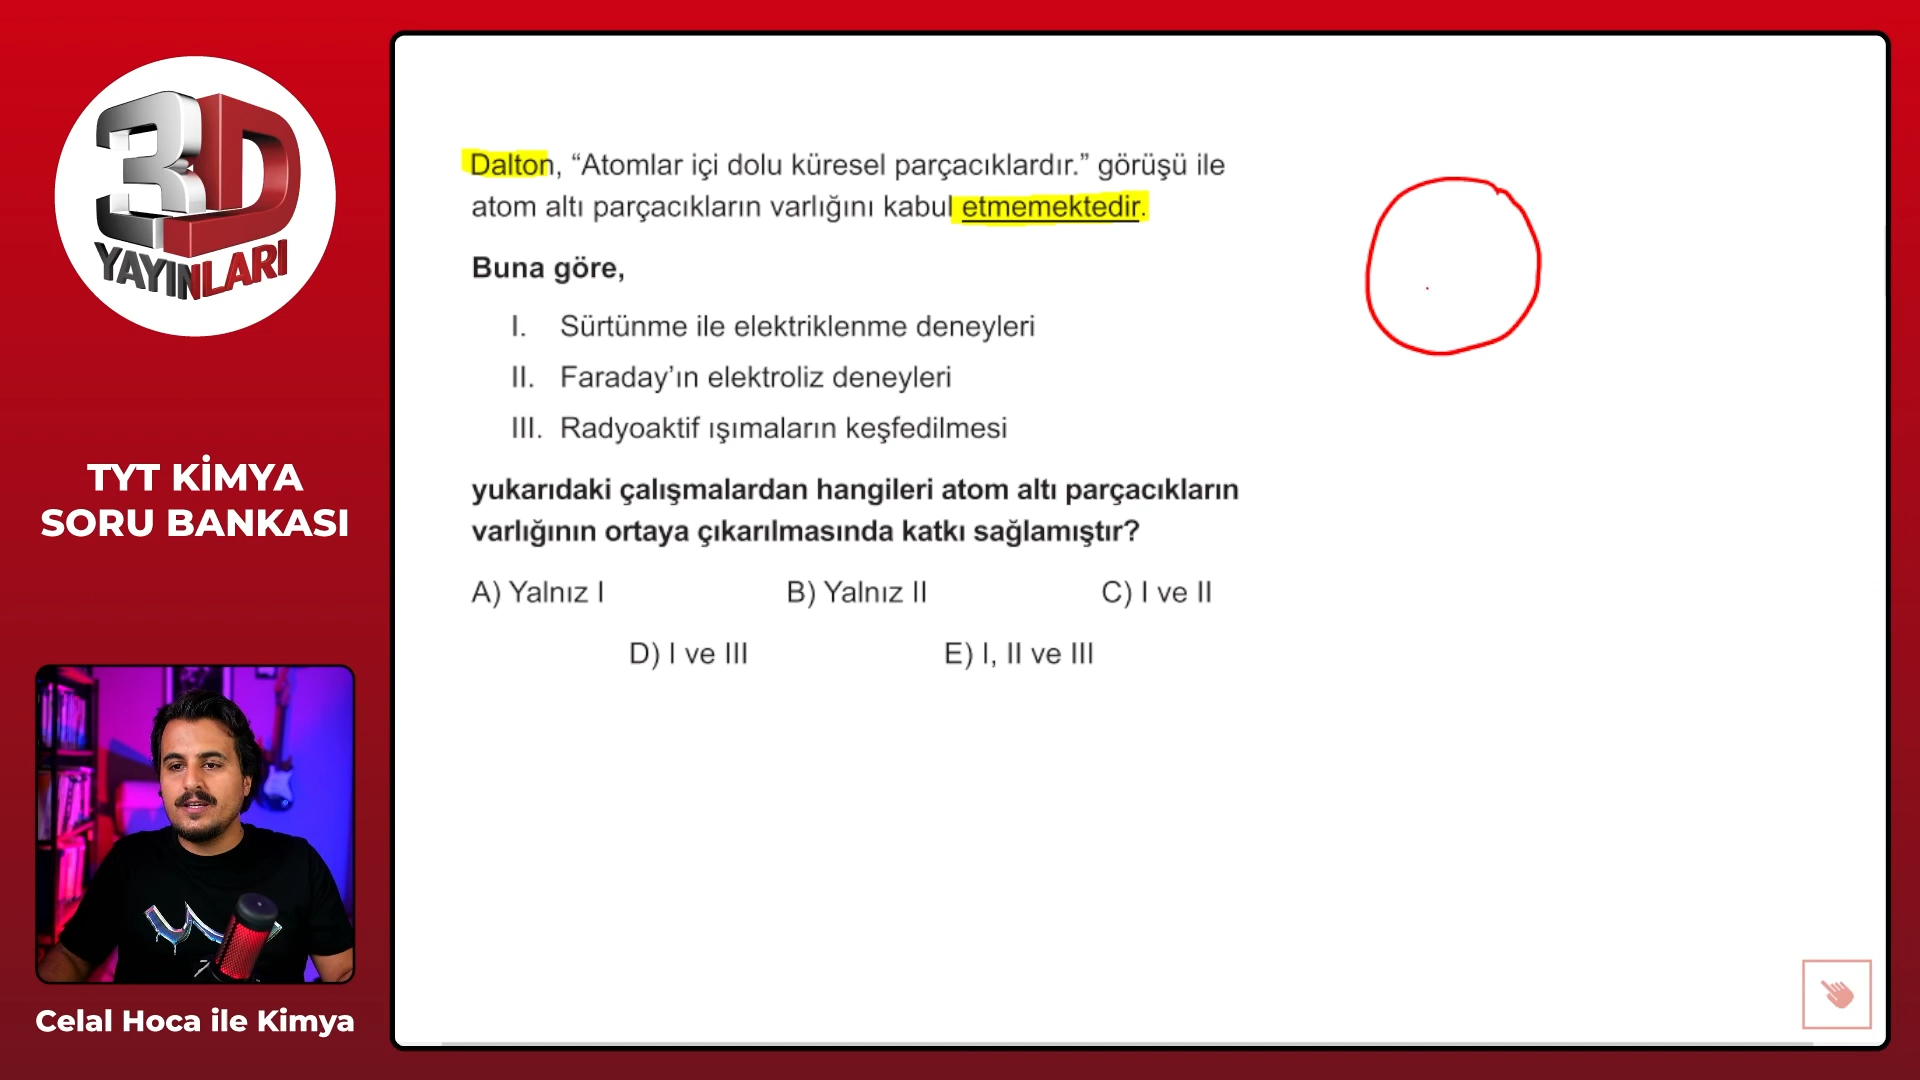 3D
YAYINLARI
TYT KİMYA
SORU BANKASI
Celal Hoca ile Kimya
Dalton, “Atomlar içi dolu küresel parçacıklardır.” görüşü ile
atom altı parçacıkların varlığını kabul etmemektedir.
Buna göre,
I. Sürtünme ile elektriklenme deneyleri
II. Faraday’ın elektroliz deneyleri
III. Radyoaktif ışımaların keşfedilmesi
yukarıdaki çalışmalardan hangileri atom altı parçacıkların
varlığının ortaya çıkarılmasında katkı sağlamıştır?
A) Yalnız I B) Yalnız II C) I ve II
D) I ve III E) I, II ve III